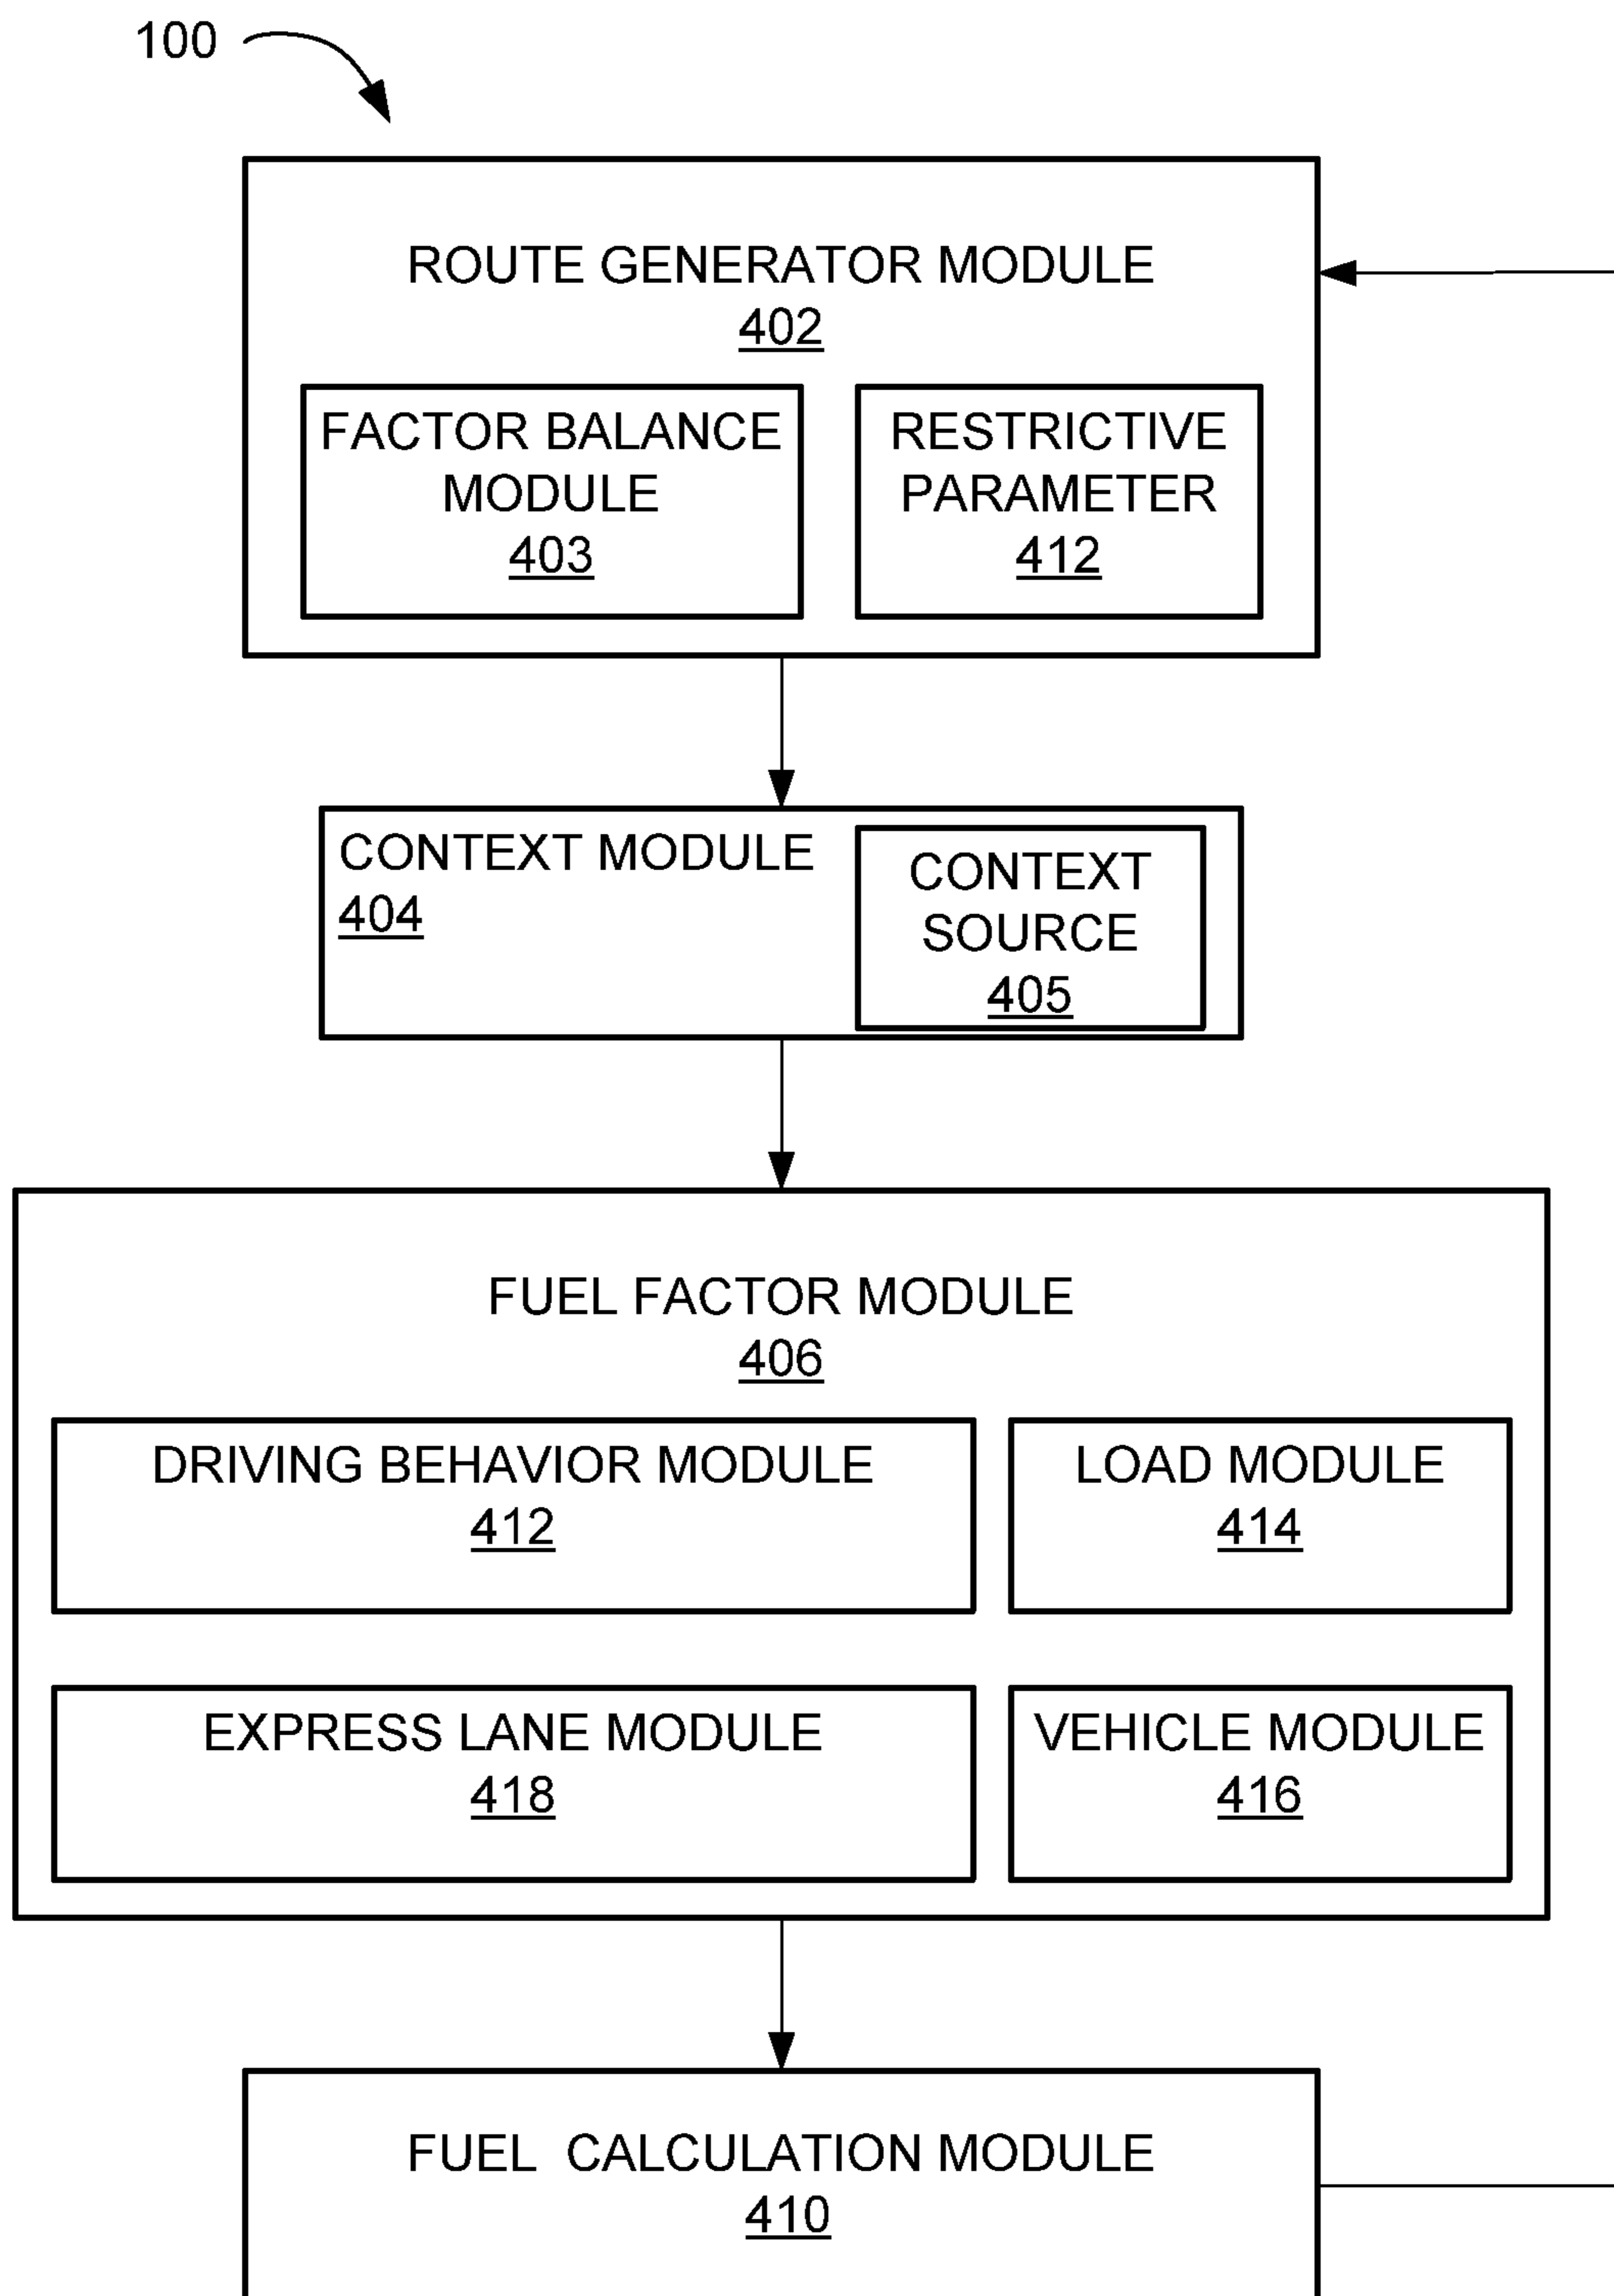 100
ROUTE GENERATOR MODULE
402
FACTOR BALANCE
MODULE
403
RESTRICTIVE
PARAMETER
412
CONTEXT MODULE
404
CONTEXT
SOURCE
405
FUEL FACTOR MODULE
406
DRIVING BEHAVIOR MODULE
412
LOAD MODULE
414
EXPRESS LANE MODULE
418
VEHICLE MODULE
416
FUEL CALCULATION MODULE
410